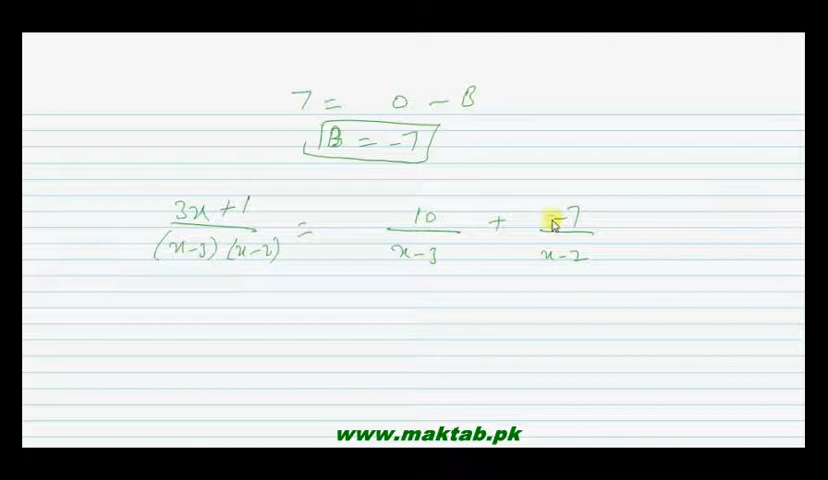 7 = 0 - B
B = -7
3x+1 = 10 + -7
(x-3) (x-2) x-3 x-2
www.maktab.pk